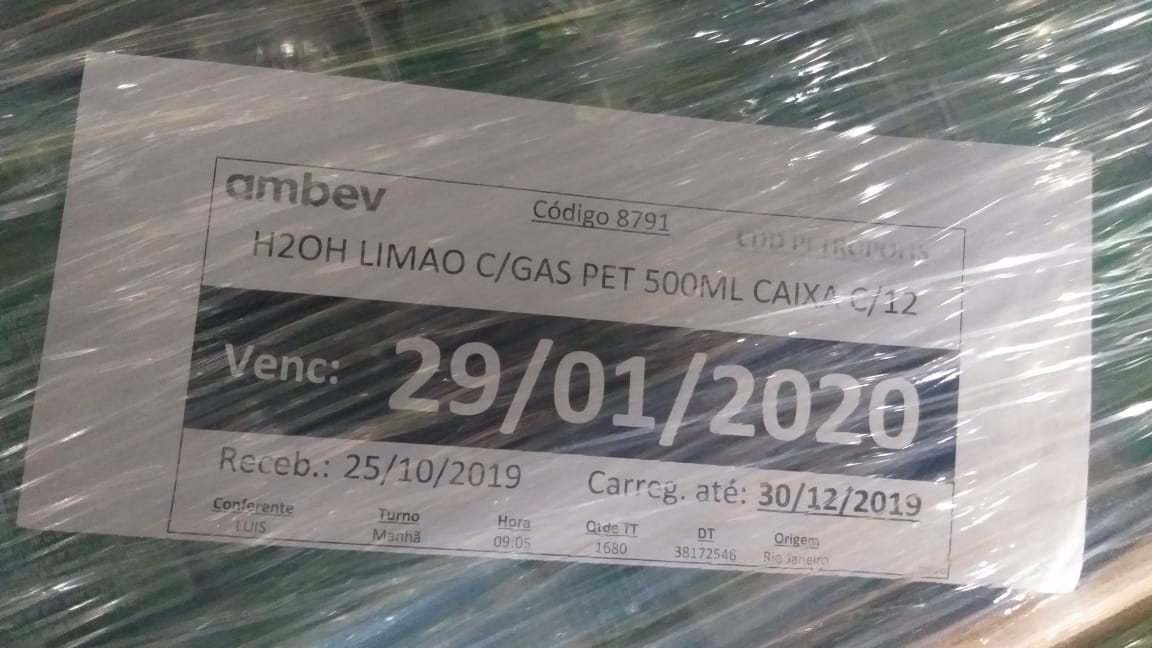 ambev
Código 8791
CDD PETROPOLIS
H2OH LIMAO C/GAS PET 500ML CAIXA C/12
Venc: 29/01/2020
Receb.: 25/10/2019 Carreg. até: 30/12/2019
Conferente Turno Hora Qtde TT DT Origem
LUIS Manhã 09:05 1680 38172546 Rio Janeiro